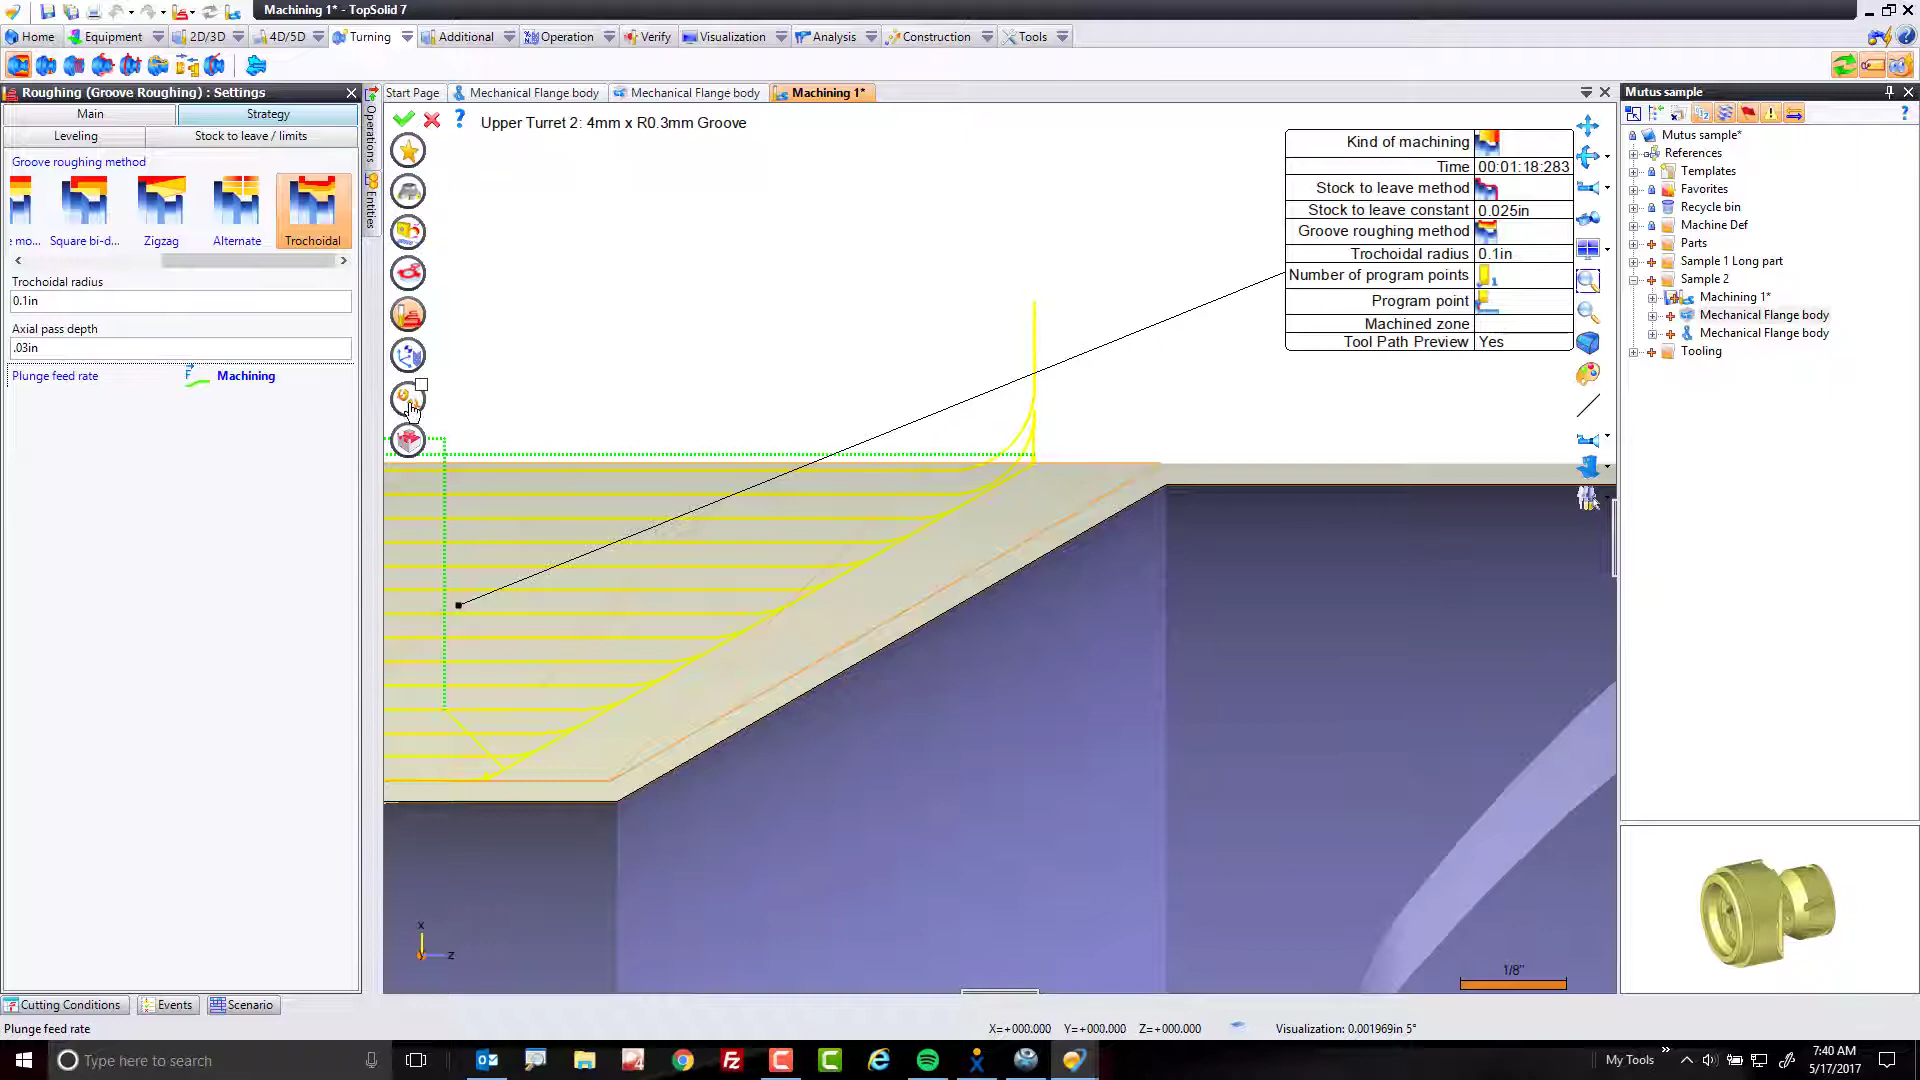 Machining 1* - TopSolid 7
Home
Equipment
2D/3D
4D/5D
Turning
Additional
Operation
Verify
Visualization
Analysis
Construction
Tools
Roughing (Groove Roughing) : Settings
Main
Strategy
Leveling
Stock to leave / limits
Groove roughing method
e mo...
Square bi-d...
Zigzag
Alternate
Trochoidal
Trochoidal radius
0.1in
Axial pass depth
.03in
Plunge feed rate
Machining
Operations
Entities
Start Page
Mechanical Flange body
Mechanical Flange body
Machining 1*
Upper Turret 2: 4mm x R0.3mm Groove
Kind of machining
Time 00:01:18:283
Stock to leave method
Stock to leave constant 0.025in
Groove roughing method
Trochoidal radius 0.1in
Number of program points
Program point
Machined zone
Tool Path Preview Yes
x
z
1/8"
Mutus sample
Mutus sample*
References
Templates
Favorites
Recycle bin
Machine Def
Parts
Sample 1 Long part
Sample 2
Machining 1*
Mechanical Flange body
Mechanical Flange body
Tooling
Cutting Conditions
Events
Scenario
Plunge feed rate
X=+000.000 Y=+000.000 Z=+000.000
Visualization: 0.001969in 5°
Type here to search
My Tools
7:40 AM
5/17/2017